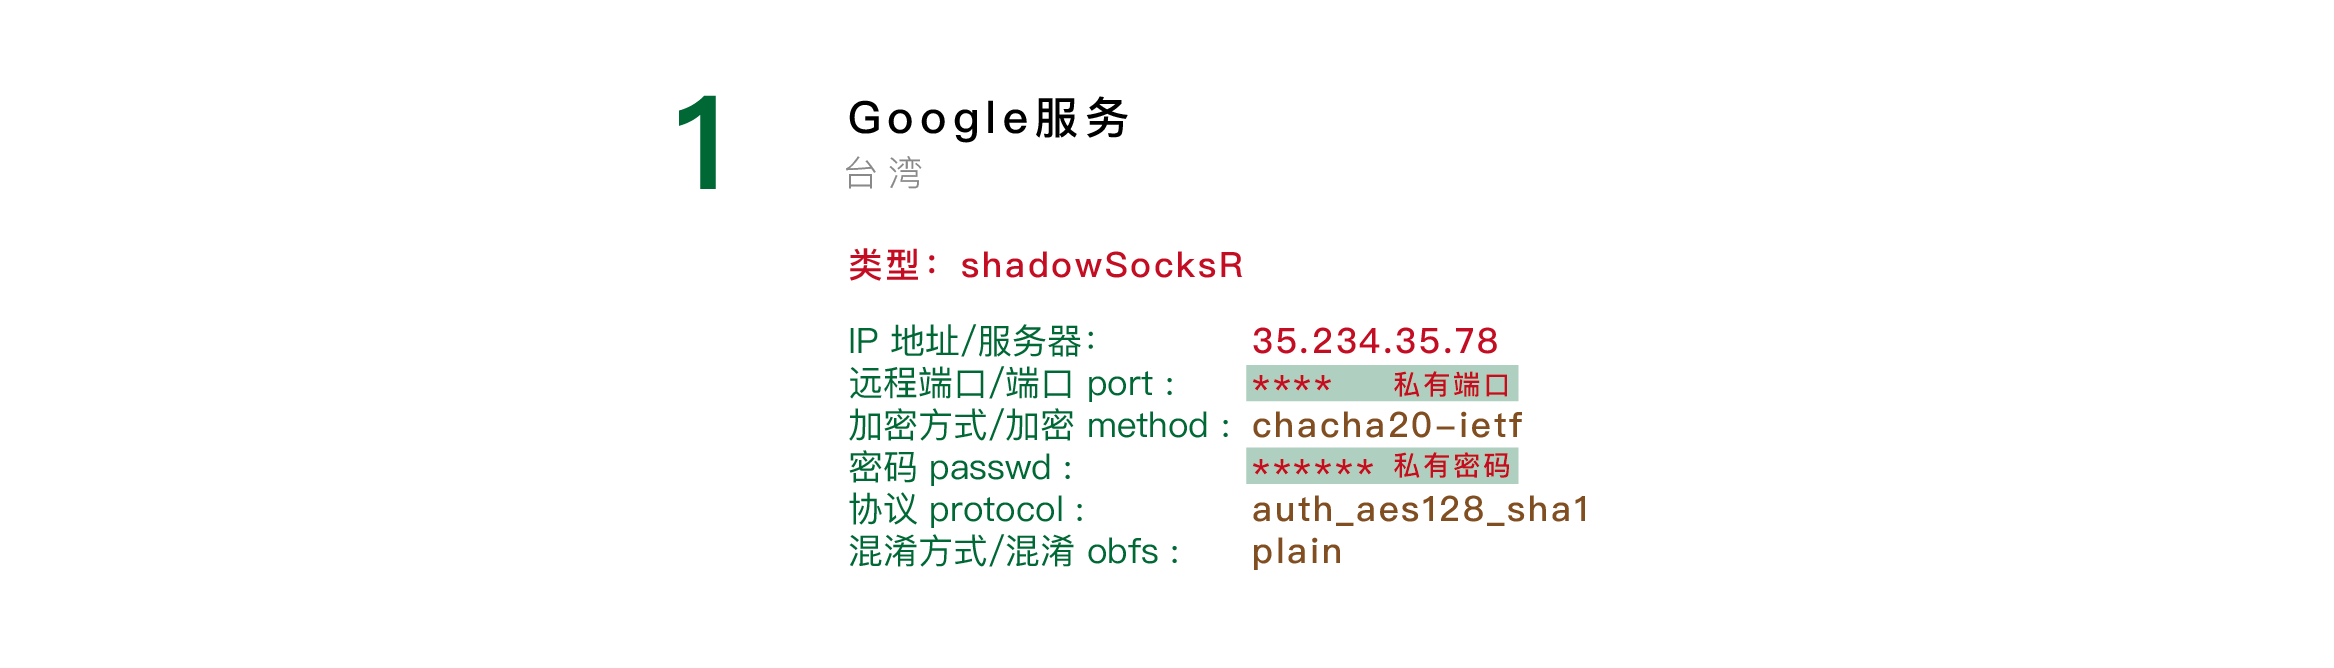 1
Google服务
台湾
类型：shadowSocksR
IP 地址/服务器： 35.234.35.78
远程端口/端口 port : **** 私有端口
加密方式/加密 method : chacha20-ietf
密码 passwd : ****** 私有密码
协议 protocol : auth_aes128_sha1
混淆方式/混淆 obfs : plain